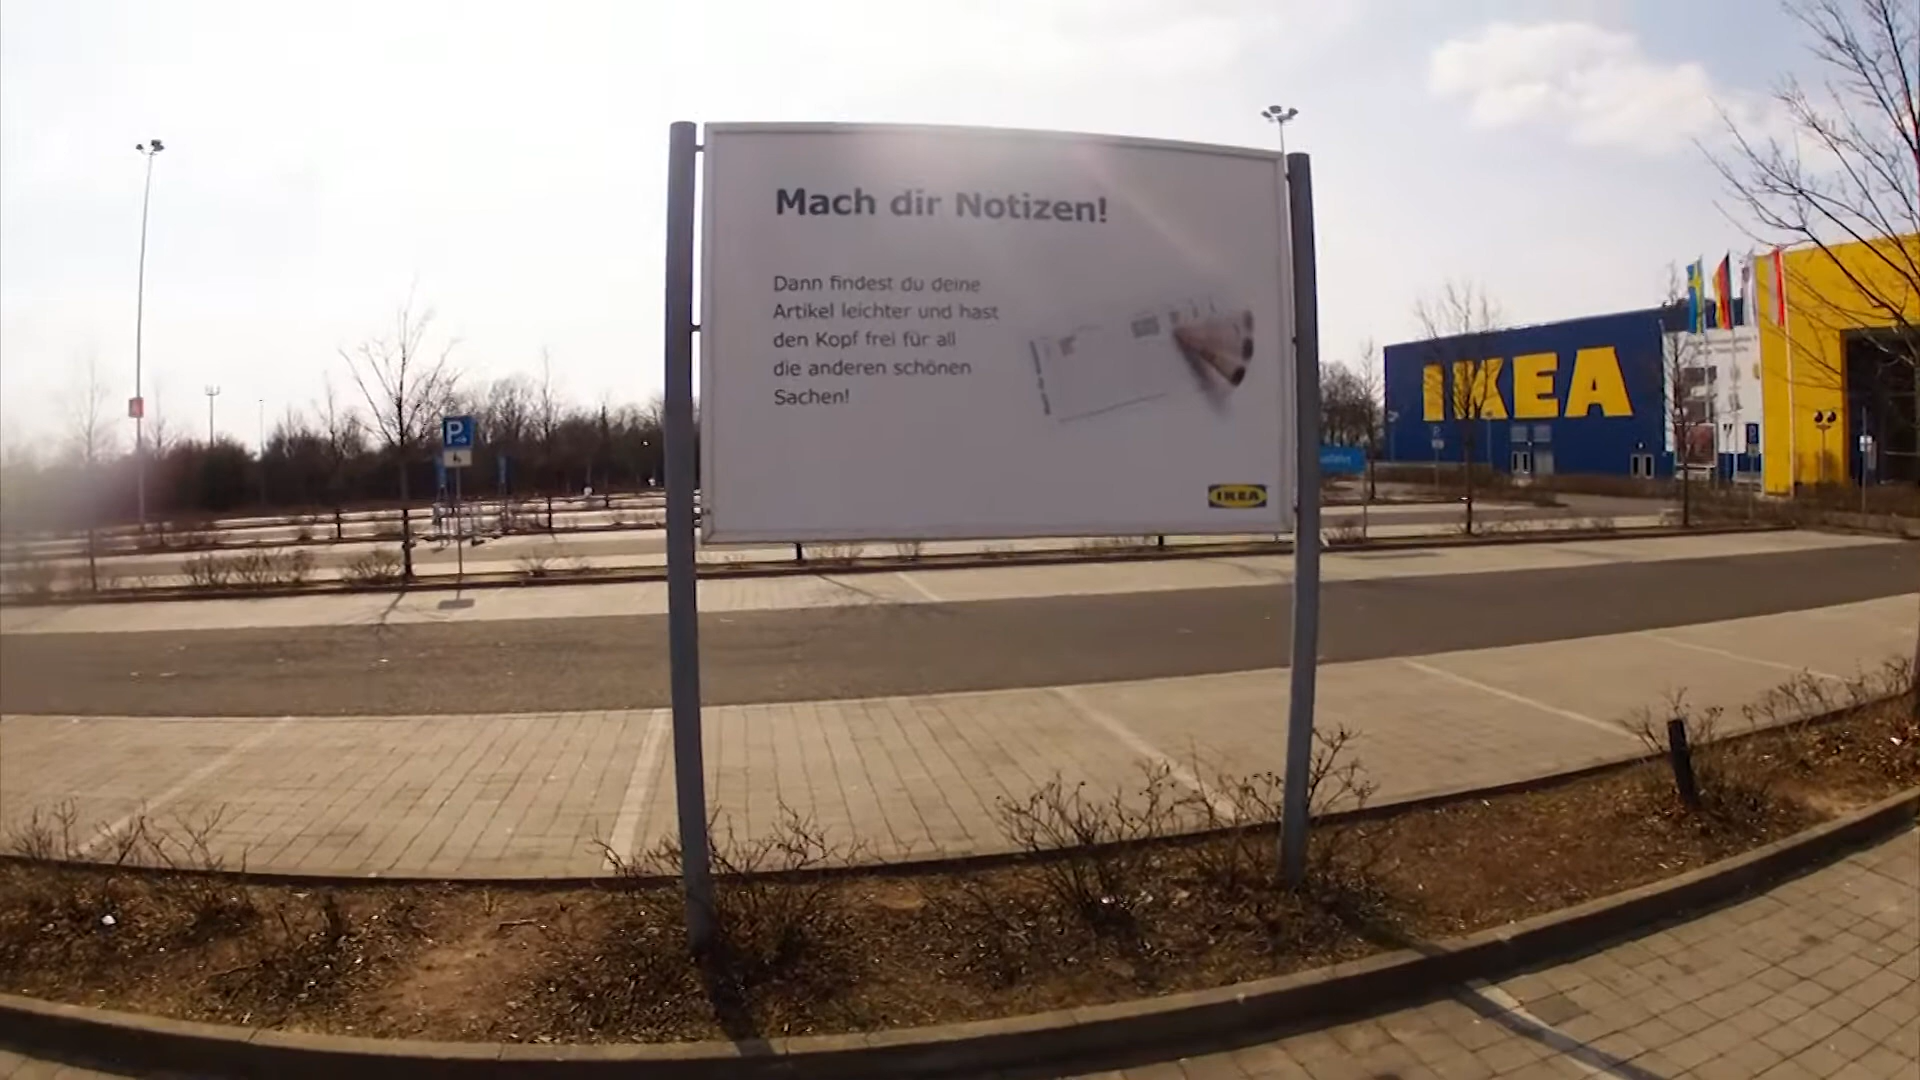 Mach dir Notizen!
Dann findest du deine
Artikel leichter und hast
den Kopf frei für all
die anderen schönen
Sachen!
IKEA
IKEA
P